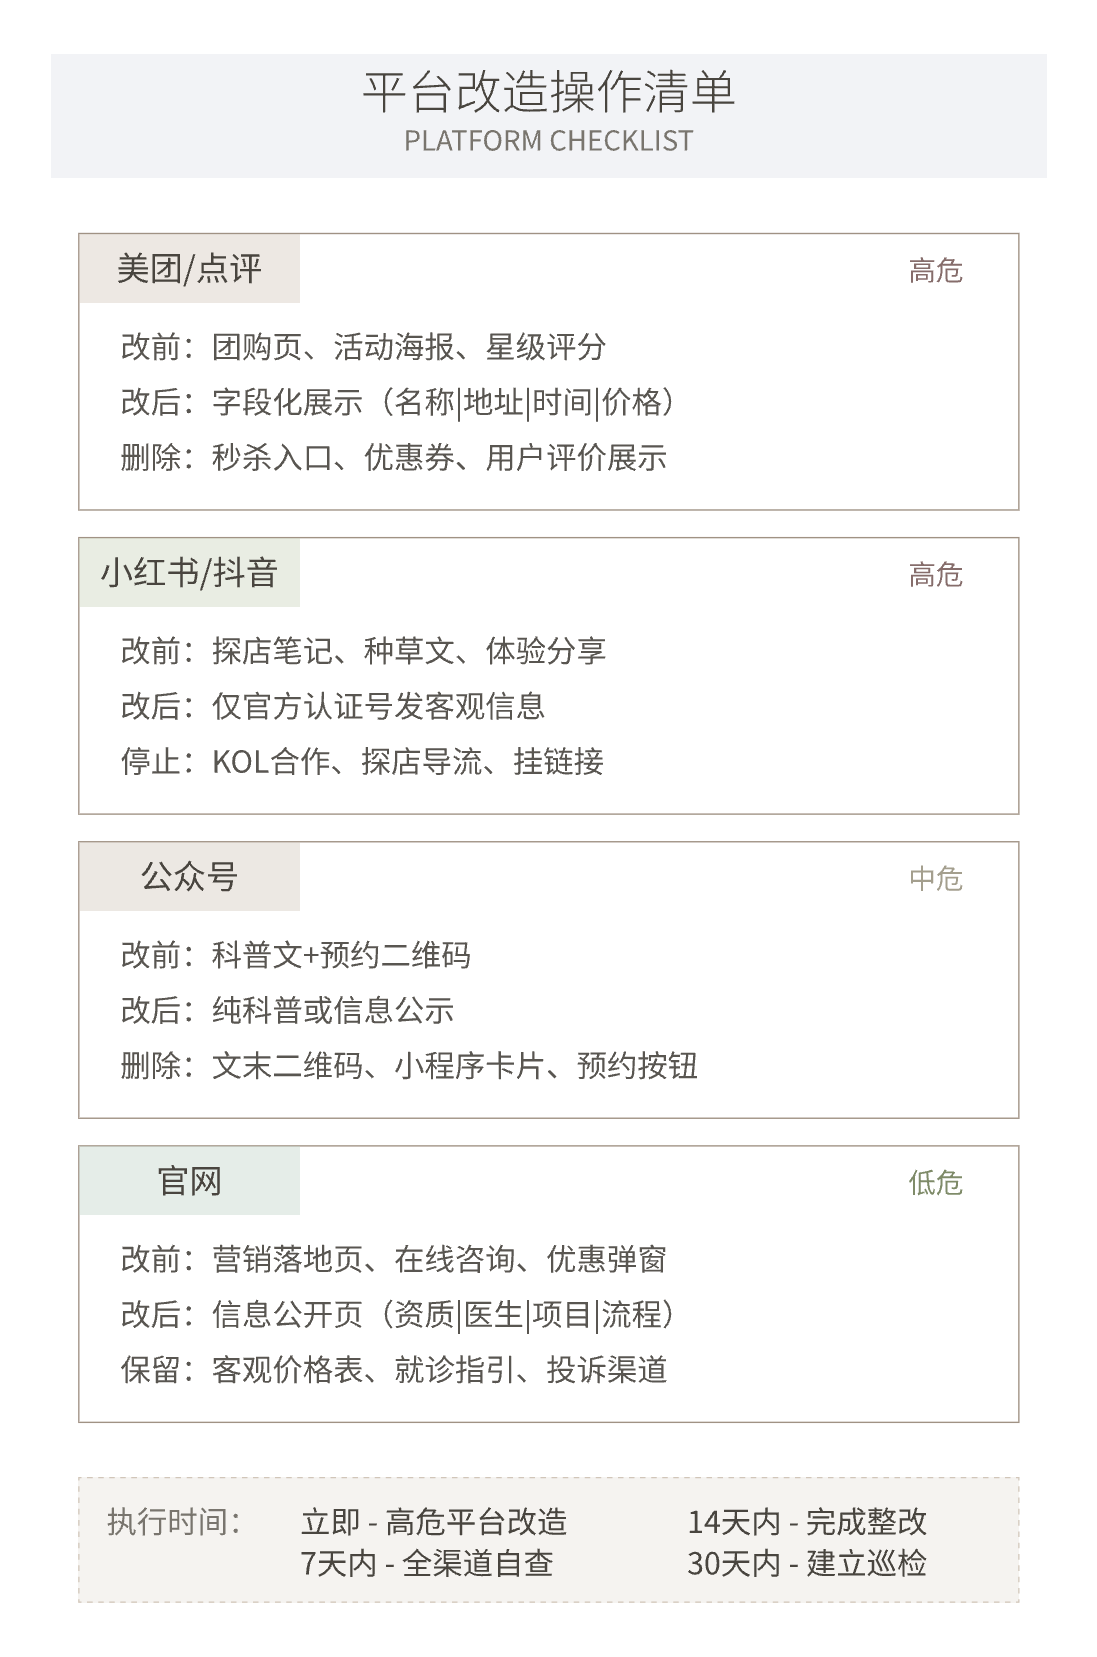 平台改造操作清单
PLATFORM CHECKLIST
美团/点评
高危
改前：团购页、活动海报、星级评分
改后：字段化展示（名称|地址|时间|价格）
删除：秒杀入口、优惠券、用户评价展示
小红书/抖音
高危
改前：探店笔记、种草文、体验分享
改后：仅官方认证号发客观信息
停止：KOL合作、探店导流、挂链接
公众号
中危
改前：科普文+预约二维码
改后：纯科普或信息公示
删除：文末二维码、小程序卡片、预约按钮
官网
低危
改前：营销落地页、在线咨询、优惠弹窗
改后：信息公开页（资质|医生|项目|流程）
保留：客观价格表、就诊指引、投诉渠道
执行时间： 立即 - 高危平台改造 14天内 - 完成整改
7天内 - 全渠道自查 30天内 - 建立巡检